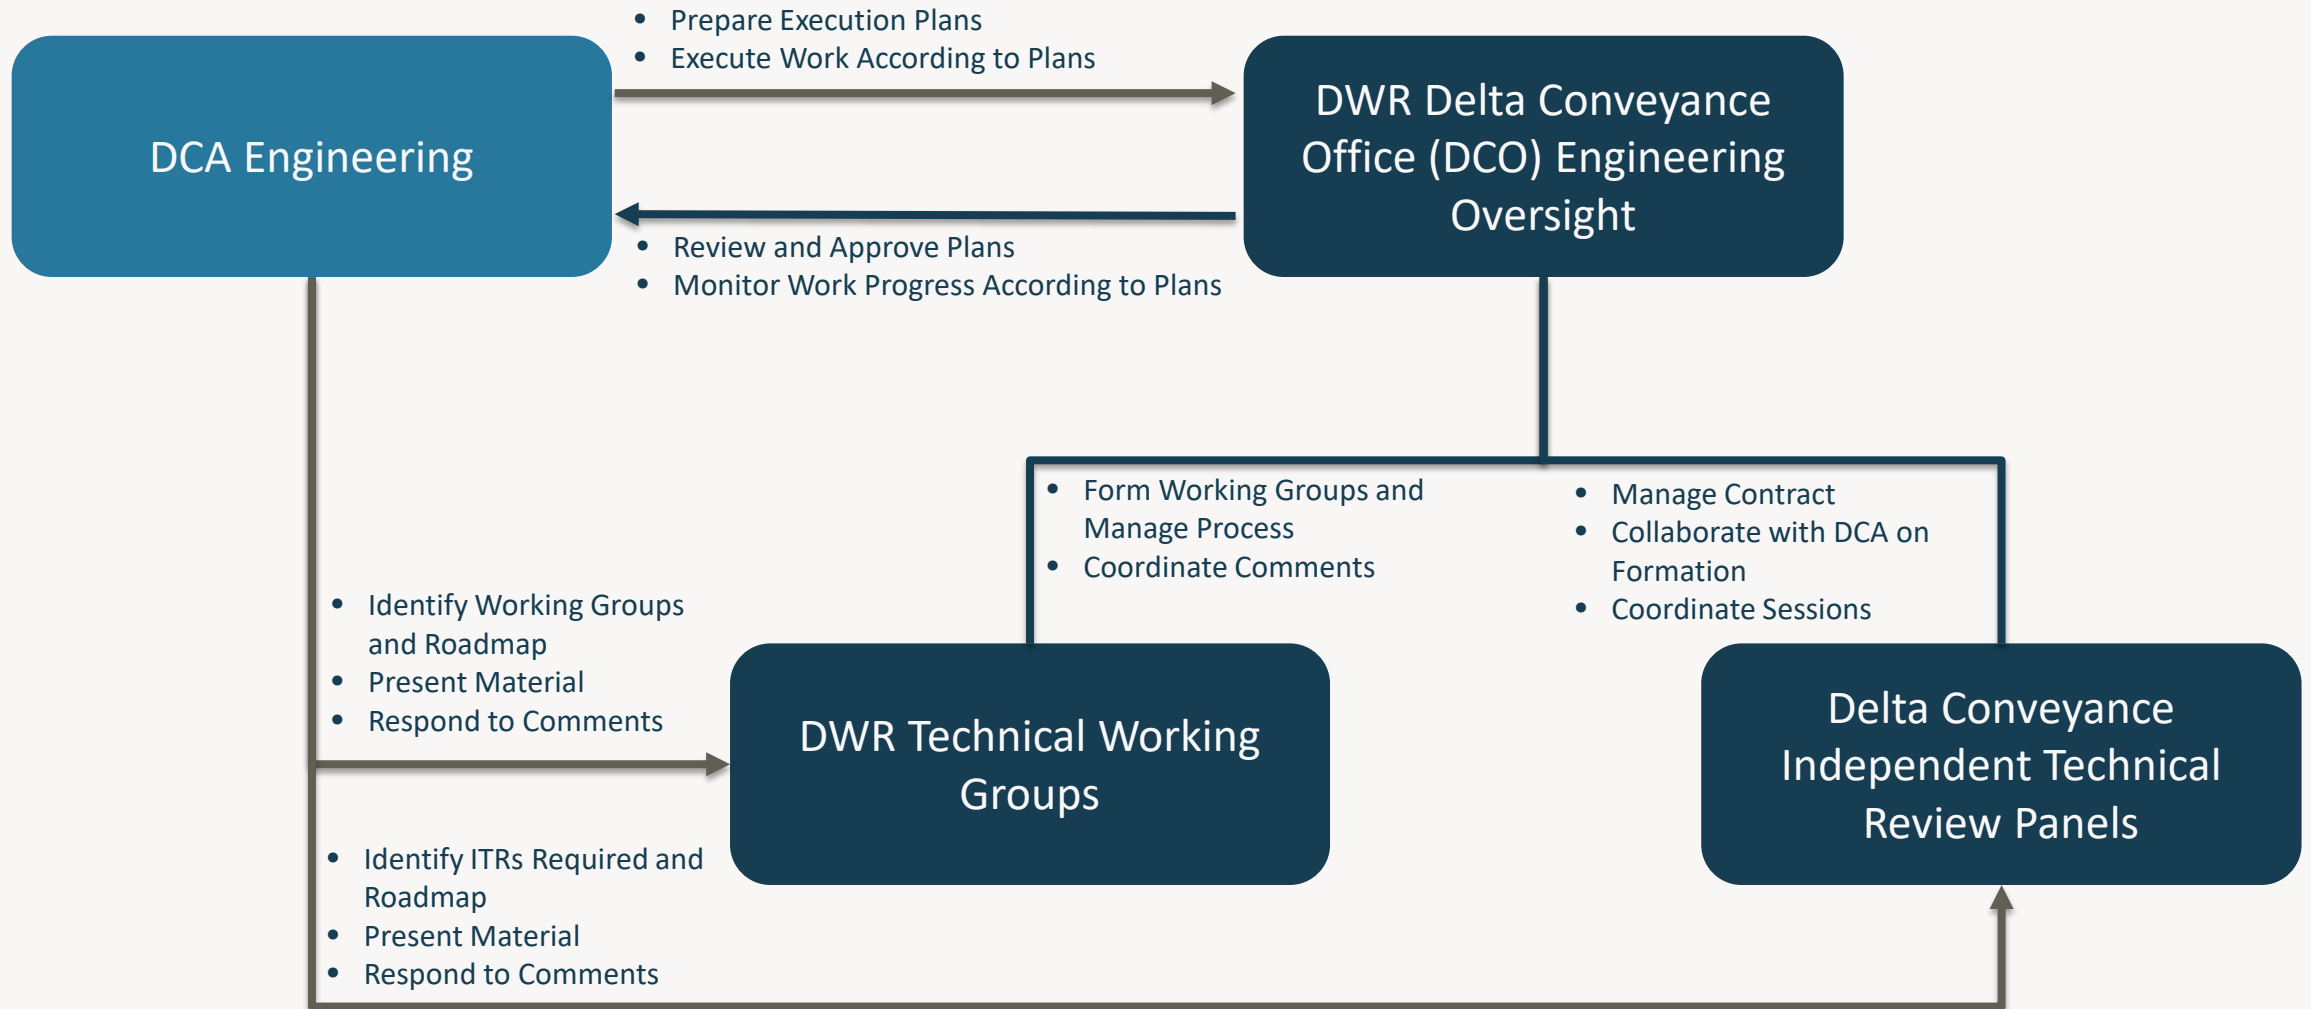 • Prepare Execution Plans
• Execute Work According to Plans
DCA Engineering
DWR Delta Conveyance
Office (DCO) Engineering
Oversight
• Review and Approve Plans
• Monitor Work Progress According to Plans
• Form Working Groups and
Manage Process
• Coordinate Comments
• Manage Contract
• Collaborate with DCA on
Formation
• Coordinate Sessions
• Identify Working Groups
and Roadmap
• Present Material
• Respond to Comments
DWR Technical Working
Groups
Delta Conveyance
Independent Technical
Review Panels
• Identify ITRs Required and
Roadmap
• Present Material
• Respond to Comments